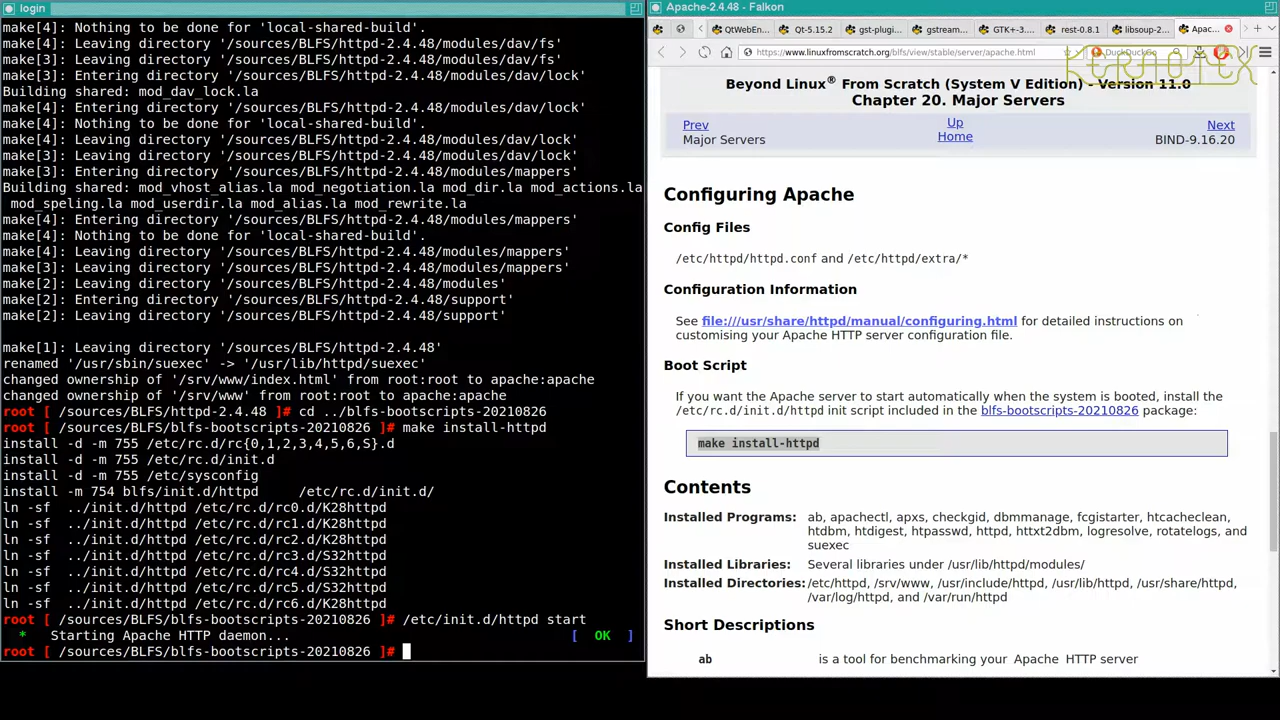 login
make[4]: Nothing to be done for 'local-shared-build'.
make[4]: Leaving directory '/sources/BLFS/httpd-2.4.48/modules/dav/fs'
make[3]: Leaving directory '/sources/BLFS/httpd-2.4.48/modules/dav/fs'
make[3]: Entering directory '/sources/BLFS/httpd-2.4.48/modules/dav/lock'
Building shared: mod_dav_lock.la
make[4]: Entering directory '/sources/BLFS/httpd-2.4.48/modules/dav/lock'
make[4]: Nothing to be done for 'local-shared-build'.
make[4]: Leaving directory '/sources/BLFS/httpd-2.4.48/modules/dav/lock'
make[3]: Leaving directory '/sources/BLFS/httpd-2.4.48/modules/dav/lock'
make[3]: Entering directory '/sources/BLFS/httpd-2.4.48/modules/mappers'
Building shared: mod_vhost_alias.la mod_negotiation.la mod_dir.la mod_actions.la
mod_speling.la mod_userdir.la mod_alias.la mod_rewrite.la
make[4]: Entering directory '/sources/BLFS/httpd-2.4.48/modules/mappers'
make[4]: Nothing to be done for 'local-shared-build'.
make[4]: Leaving directory '/sources/BLFS/httpd-2.4.48/modules/mappers'
make[3]: Leaving directory '/sources/BLFS/httpd-2.4.48/modules/mappers'
make[2]: Leaving directory '/sources/BLFS/httpd-2.4.48/modules'
make[2]: Entering directory '/sources/BLFS/httpd-2.4.48/support'
make[2]: Leaving directory '/sources/BLFS/httpd-2.4.48/support'
make[1]: Leaving directory '/sources/BLFS/httpd-2.4.48'
renamed '/usr/sbin/suexec' -> '/usr/lib/httpd/suexec'
changed ownership of '/srv/www/index.html' from root:root to apache:apache
changed ownership of '/srv/www' from root:root to apache:apache
root [ /sources/BLFS/httpd-2.4.48 ]# cd ../blfs-bootscripts-20210826
root [ /sources/BLFS/blfs-bootscripts-20210826 ]# make install-httpd
install -d -m 755 /etc/rc.d/rc{0,1,2,3,4,5,6,S}.d
install -d -m 755 /etc/rc.d/init.d
install -d -m 755 /etc/sysconfig
install -m 754 blfs/init.d/httpd     /etc/rc.d/init.d/
ln -sf  ../init.d/httpd /etc/rc.d/rc0.d/K28httpd
ln -sf  ../init.d/httpd /etc/rc.d/rc1.d/K28httpd
ln -sf  ../init.d/httpd /etc/rc.d/rc2.d/K28httpd
ln -sf  ../init.d/httpd /etc/rc.d/rc3.d/S32httpd
ln -sf  ../init.d/httpd /etc/rc.d/rc4.d/S32httpd
ln -sf  ../init.d/httpd /etc/rc.d/rc5.d/S32httpd
ln -sf  ../init.d/httpd /etc/rc.d/rc6.d/K28httpd
root [ /sources/BLFS/blfs-bootscripts-20210826 ]# /etc/init.d/httpd start
*   Starting Apache HTTP daemon... [  OK  ]
root [ /sources/BLFS/blfs-bootscripts-20210826 ]#
Apache-2.4.48 - Falkon
QtWebEn... Qt-5.15.2 gst-plugi... gstream... GTK+-3.... rest-0.8.1 libsoup-2... Apac...
https://www.linuxfromscratch.org/blfs/view/stable/server/apache.html DuckDuckGo
KERNOTEX
Beyond Linux® From Scratch (System V Edition) - Version 11.0
Chapter 20. Major Servers
Prev Up Next
Major Servers Home BIND-9.16.20
Configuring Apache
Config Files
/etc/httpd/httpd.conf and /etc/httpd/extra/*
Configuration Information
See file:///usr/share/httpd/manual/configuring.html for detailed instructions on
customising your Apache HTTP server configuration file.
Boot Script
If you want the Apache server to start automatically when the system is booted, install the
/etc/rc.d/init.d/httpd init script included in the blfs-bootscripts-20210826 package:
make install-httpd
Contents
Installed Programs: ab, apachectl, apxs, checkgid, dbmmanage, fcgistarter, htcacheclean,
htdbm, htdigest, htpasswd, httpd, httxt2dbm, logresolve, rotatelogs, and
suexec
Installed Libraries: Several libraries under /usr/lib/httpd/modules/
Installed Directories: /etc/httpd, /srv/www, /usr/include/httpd, /usr/lib/httpd, /usr/share/httpd,
/var/log/httpd, and /var/run/httpd
Short Descriptions
ab is a tool for benchmarking your Apache HTTP server